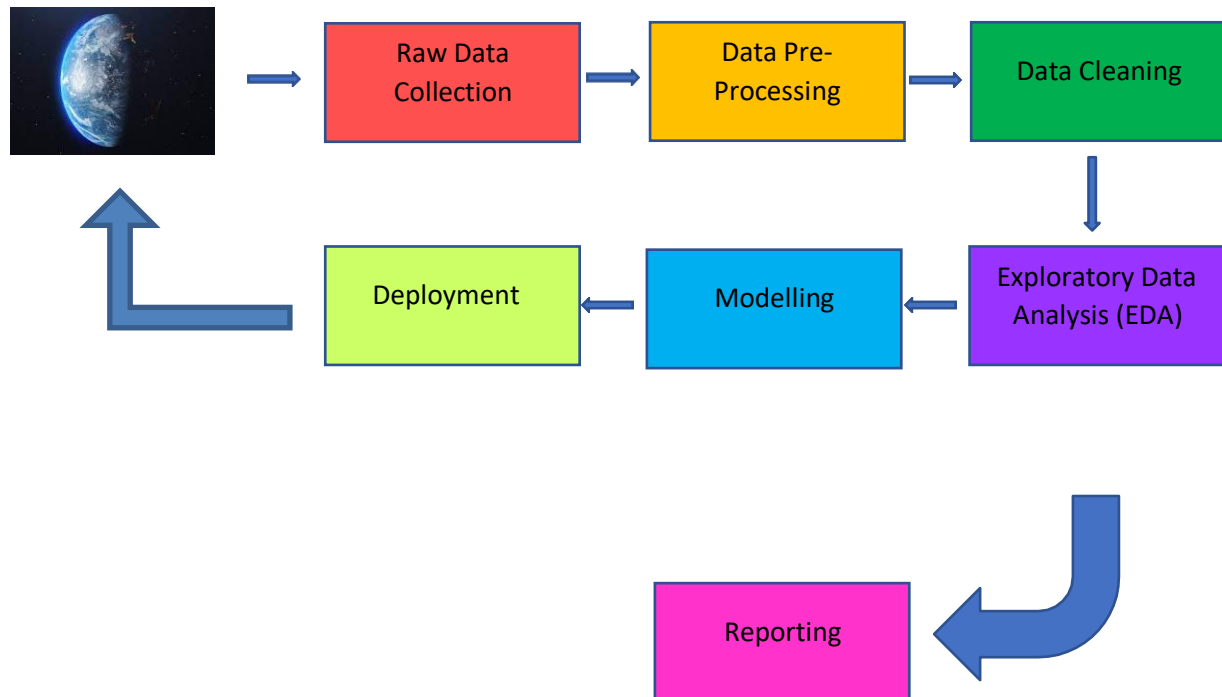 Raw Data
Collection
Data Pre-
Processing
Data Cleaning
Deployment
Modelling
Exploratory Data
Analysis (EDA)
Reporting